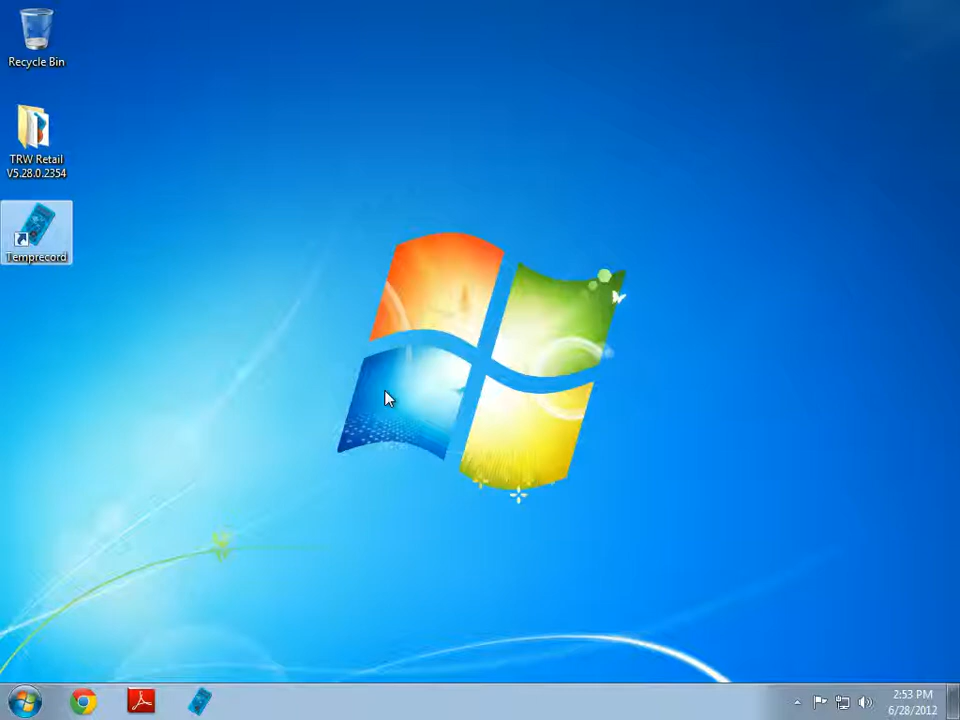 Recycle Bin
TRW Retail
V5.28.0.2354
Temprecord
2:53 PM
6/28/2012